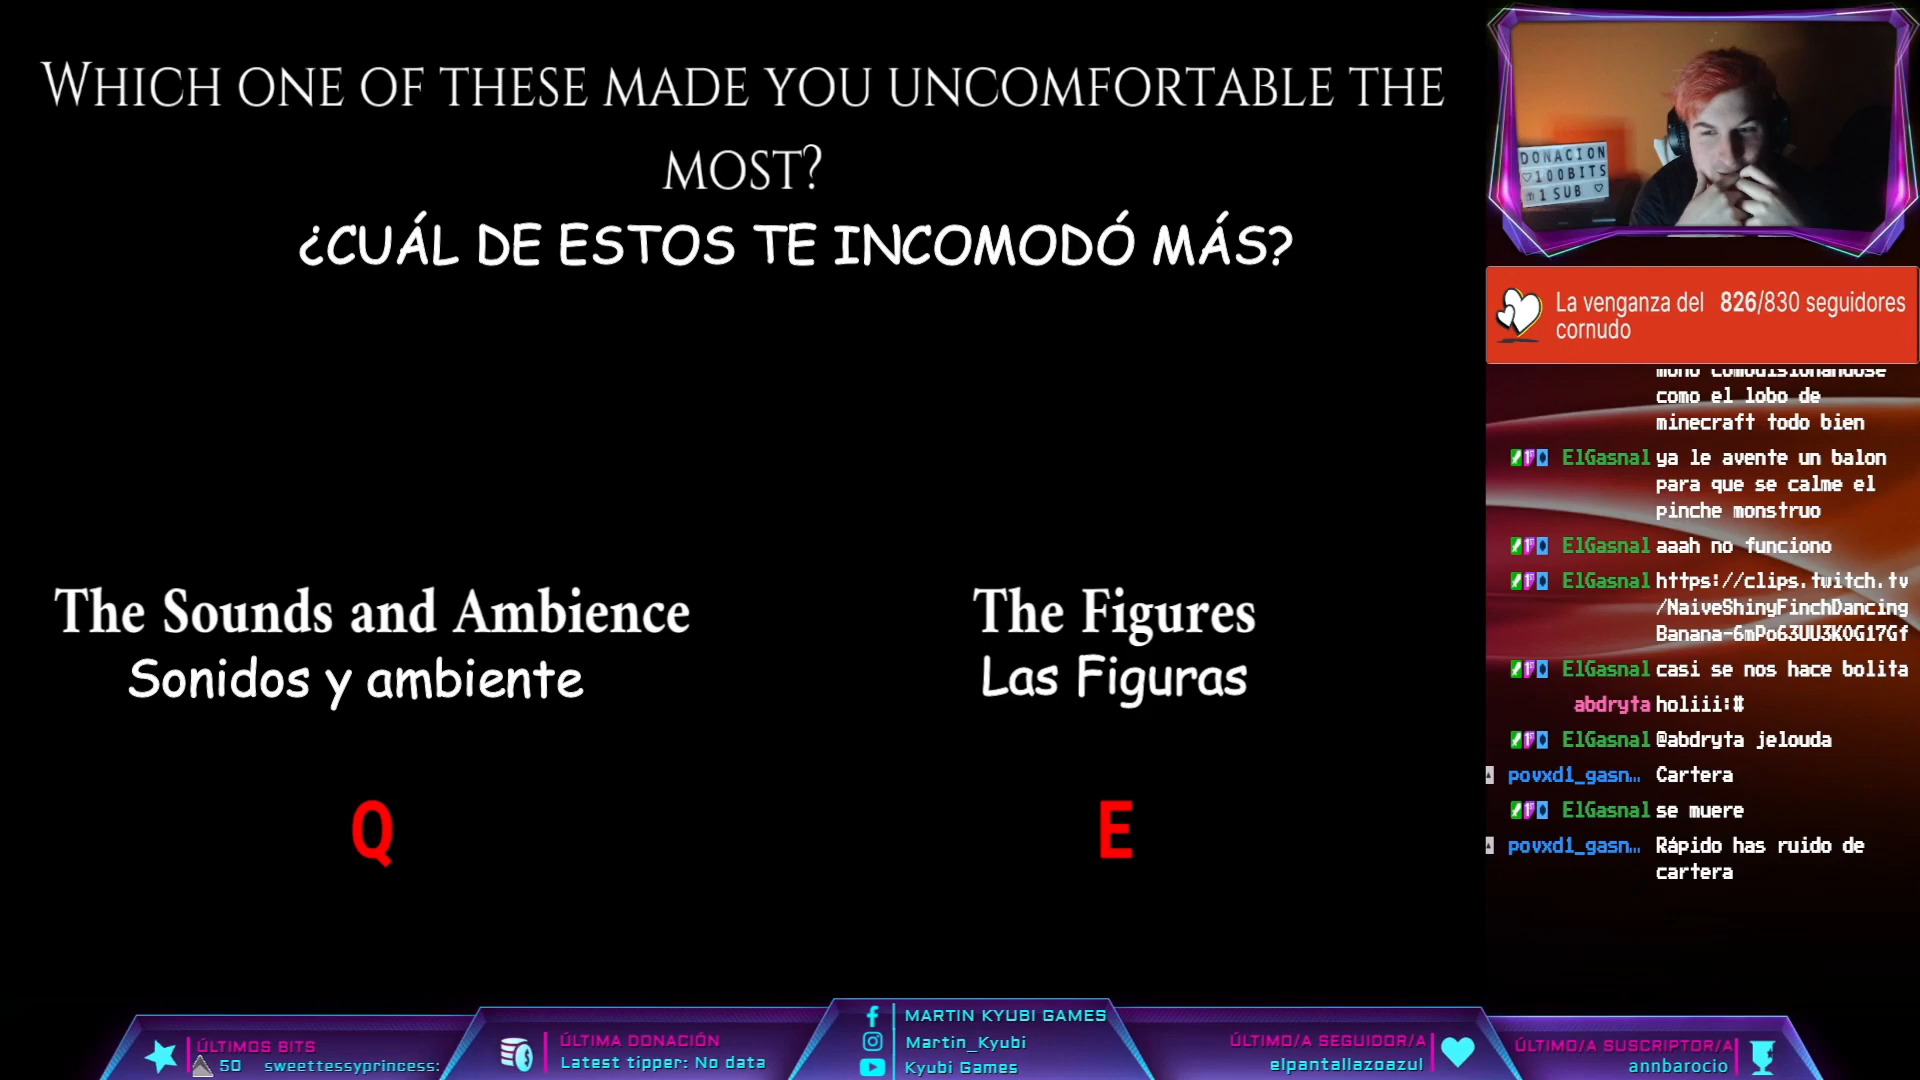 WHICH ONE OF THESE MADE YOU UNCOMFORTABLE THE
MOST?
¿CUÁL DE ESTOS TE INCOMODÓ MÁS?
The Sounds and Ambience
Sonidos y ambiente
Q
The Figures
Las Figuras
E
DONACION
100BITS
1 SUB
La venganza del 826/830 seguidores
cornudo
mono comodisionandose
como el lobo de
minecraft todo bien
ElGasnal ya le avente un balon
para que se calme el
pinche monstruo
ElGasnal aaah no funciono
ElGasnal https://clips.twitch.tv
/NaiveShinyFinchDancing
Banana-6mPo63UU3KOG17Gf
ElGasnal casi se nos hace bolita
abdryta holiii:#
ElGasnal @abdryta jelouda
povxd1_gasn... Cartera
ElGasnal se muere
povxd1_gasn... Rápido has ruido de
cartera
ÚLTIMOS BITS
50 sweettessyprincess:
ÚLTIMA DONACIÓN
Latest tipper: No data
MARTIN KYUBI GAMES
Martin_Kyubi
Kyubi Games
ÚLTIMO/A SEGUIDOR/A
elpantallazoazul
ÚLTIMO/A SUSCRIPTOR/A
annbarocio